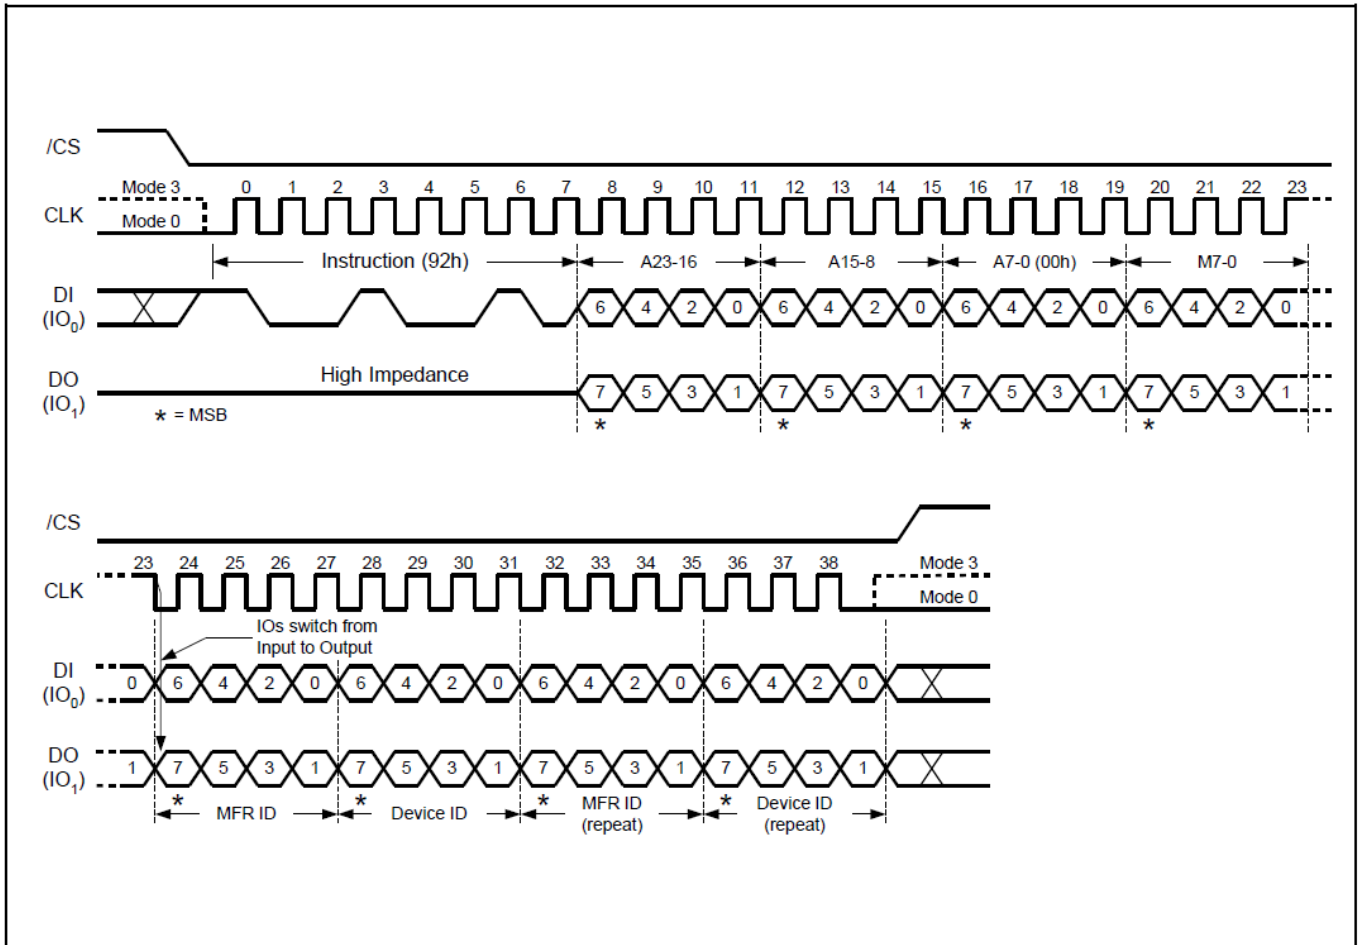 /CS
Mode 3 0 1 2 3 4 5 6 7 8 9 10 11 12 13 14 15 16 17 18 19 20 21 22 23
CLK
Mode 0
Instruction (92h) A23-16 A15-8 A7-0 (00h) M7-0
DI
(IO0) 6 4 2 0 6 4 2 0 6 4 2 0 6 4 2 0
High Impedance
DO
(IO1) 7 5 3 1 7 5 3 1 7 5 3 1 7 5 3 1
* = MSB * * * *
/CS
23 24 25 26 27 28 29 30 31 32 33 34 35 36 37 38 Mode 3
CLK
Mode 0
IOs switch from
Input to Output
DI
(IO0) 0 6 4 2 0 6 4 2 0 6 4 2 0 6 4 2 0
DO
(IO1) 1 7 5 3 1 7 5 3 1 7 5 3 1 7 5 3 1
* * * *
MFR ID Device ID MFR ID Device ID
(repeat) (repeat)